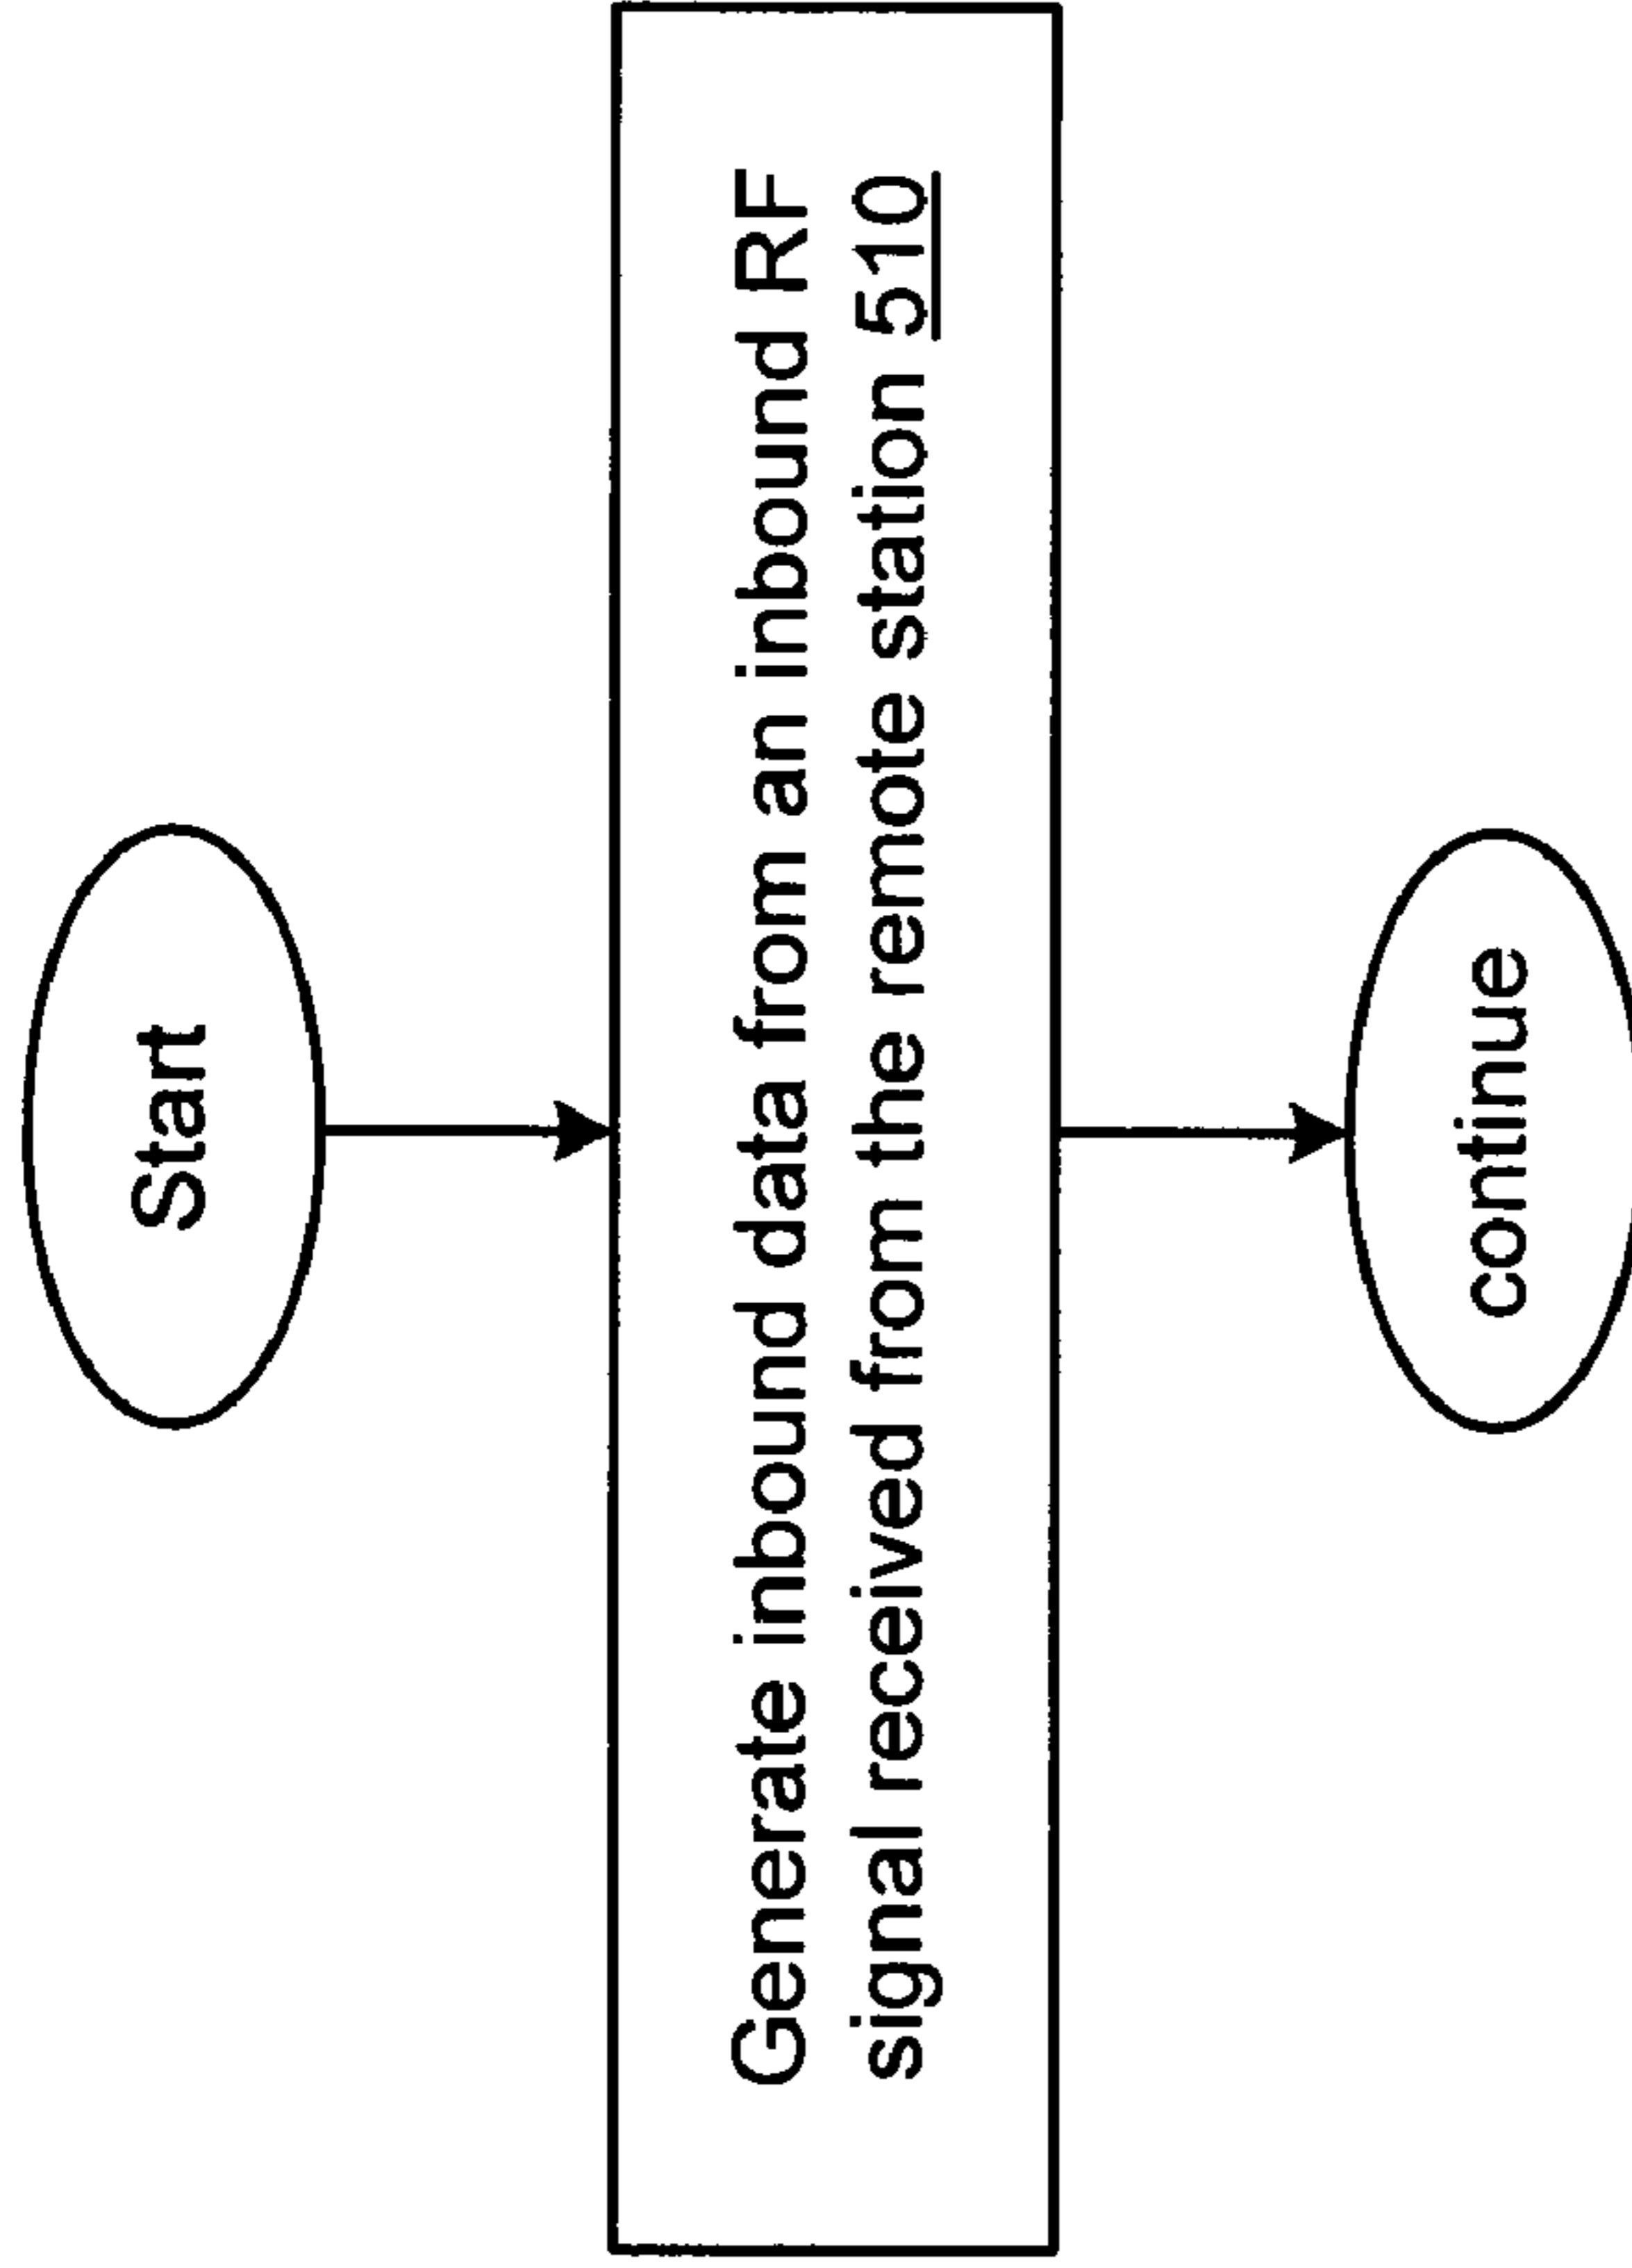 Start
Generate inbound data from an inbound RF
signal received from the remote station 510
continue